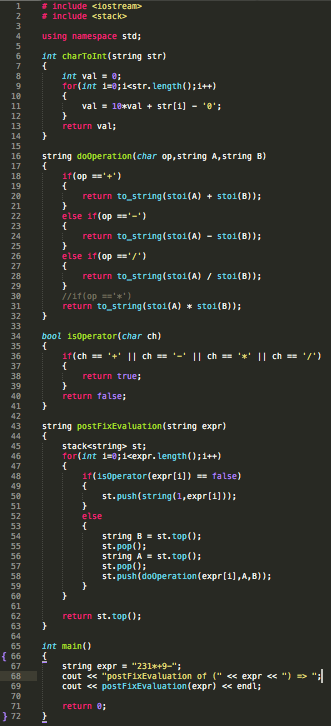 1 # include <iostream>
2 # include <stack>
3
4 using namespace std;
5
6 int charToInt(string str)
7 {
8 int val = 0;
9 for(int i=0;i<str.length();i++)
10 {
11 val = 10*val + str[i] - '0';
12 }
13 return val;
14 }
15
16 string doOperation(char op,string A,string B)
17 {
18 if(op =='+')
19 {
20 return to_string(stoi(A) + stoi(B));
21 }
22 else if(op =='-')
23 {
24 return to_string(stoi(A) - stoi(B));
25 }
26 else if(op =='/')
27 {
28 return to_string(stoi(A) / stoi(B));
29 }
30 //if(op =='*')
31 return to_string(stoi(A) * stoi(B));
32 }
33
34 bool isOperator(char ch)
35 {
36 if(ch == '+' || ch == '-' || ch == '*' || ch == '/')
37 {
38 return true;
39 }
40 return false;
41 }
42
43 string postFixEvaluation(string expr)
44 {
45 stack<string> st;
46 for(int i=0;i<expr.length();i++)
47 {
48 if(isOperator(expr[i]) == false)
49 {
50 st.push(string(1,expr[i]));
51 }
52 else
53 {
54 string B = st.top();
55 st.pop();
56 string A = st.top();
57 st.pop();
58 st.push(doOperation(expr[i],A,B));
59 }
60 }
61
62 return st.top();
63 }
64
65 int main()
{ 66 {
67 string expr = "231*+9-";
68 cout << "postFixEvaluation of (" << expr << ") => ";
69 cout << postFixEvaluation(expr) << endl;
70
71 return 0;
} 72 }